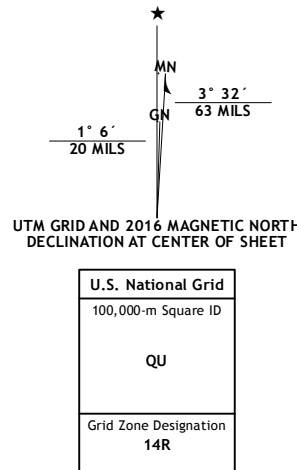 MN
3° 32´
63 MILS
GN
1° 6´
20 MILS
UTM GRID AND 2016 MAGNETIC NORTH
DECLINATION AT CENTER OF SHEET
U.S. National Grid
100,000-m Square ID
QU
Grid Zone Designation
14R